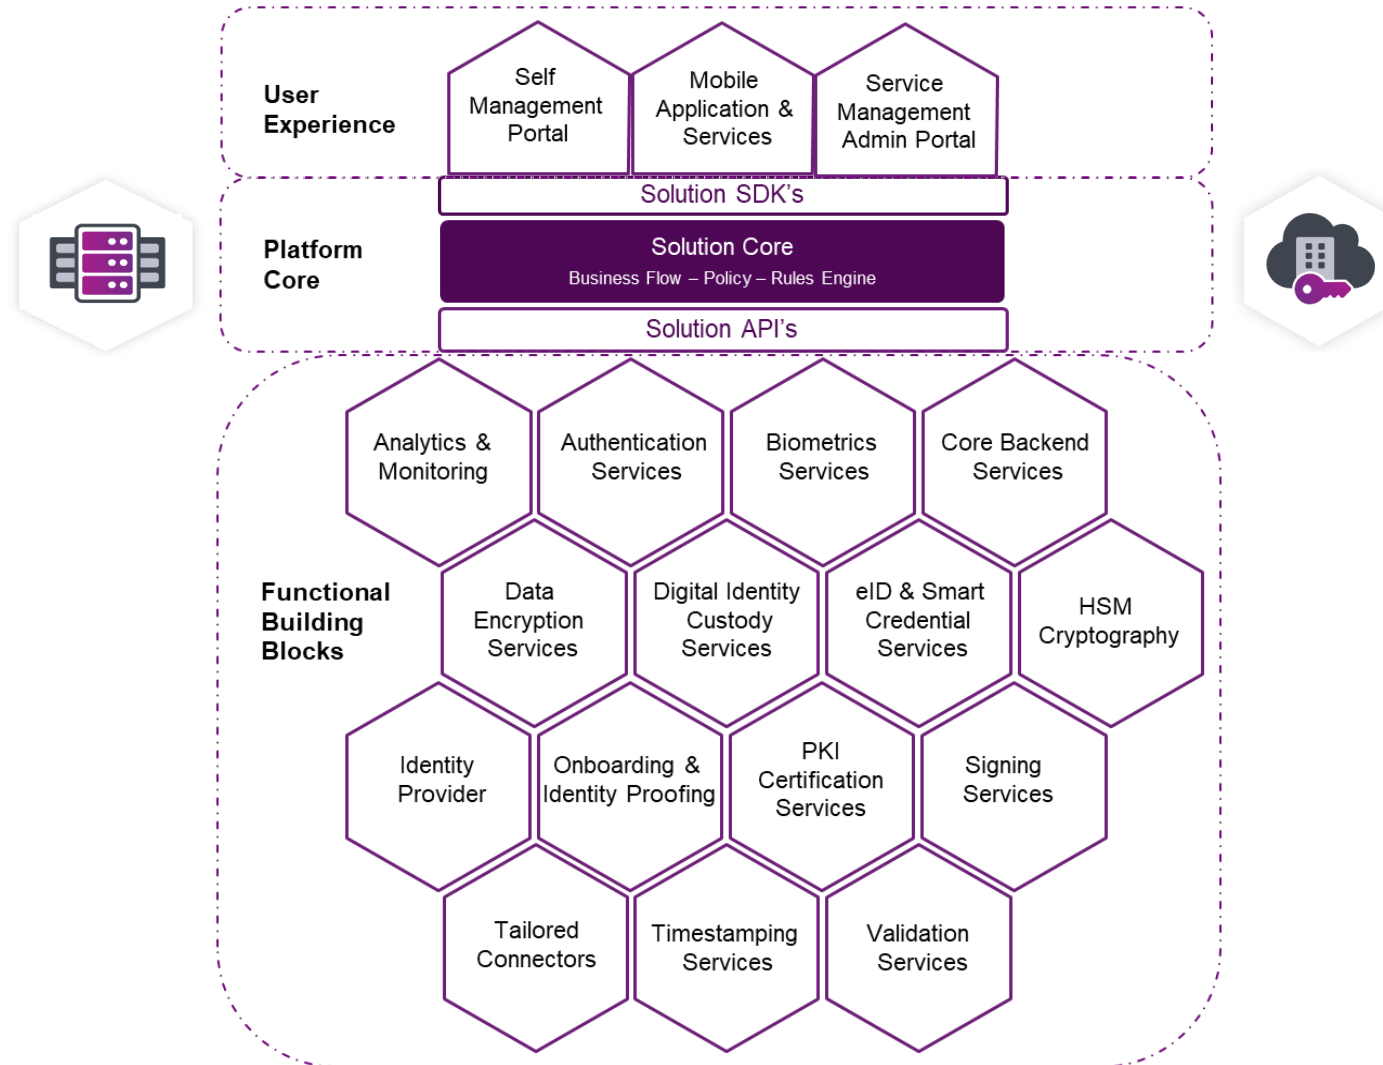 User
Experience
Self
Management
Portal
Mobile
Application &
Services
Service
Management
Admin Portal
Platform
Core
Solution SDK's
Solution Core
Business Flow – Policy – Rules Engine
Solution API's
Functional
Building
Blocks
Analytics &
Monitoring
Authentication
Services
Biometrics
Services
Core Backend
Services
Data
Encryption
Services
Digital Identity
Custody
Services
eID & Smart
Credential
Services
HSM
Cryptography
Identity
Provider
Onboarding &
Identity Proofing
PKI
Certification
Services
Signing
Services
Tailored
Connectors
Timestamping
Services
Validation
Services